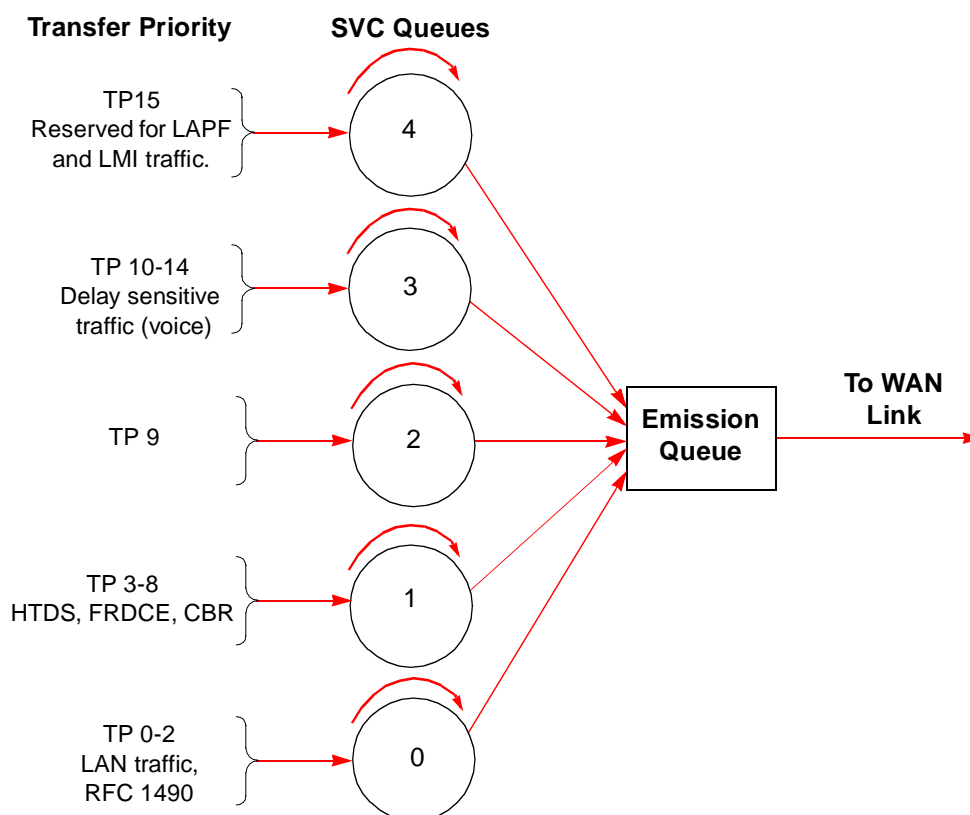 Transfer Priority
SVC Queues
TP15
Reserved for LAPF
and LMI traffic.
4
TP 10-14
Delay sensitive
traffic (voice)
3
TP 9
2
Emission
Queue
To WAN
Link
TP 3-8
HTDS, FRDCE, CBR
1
TP 0-2
LAN traffic,
RFC 1490
0